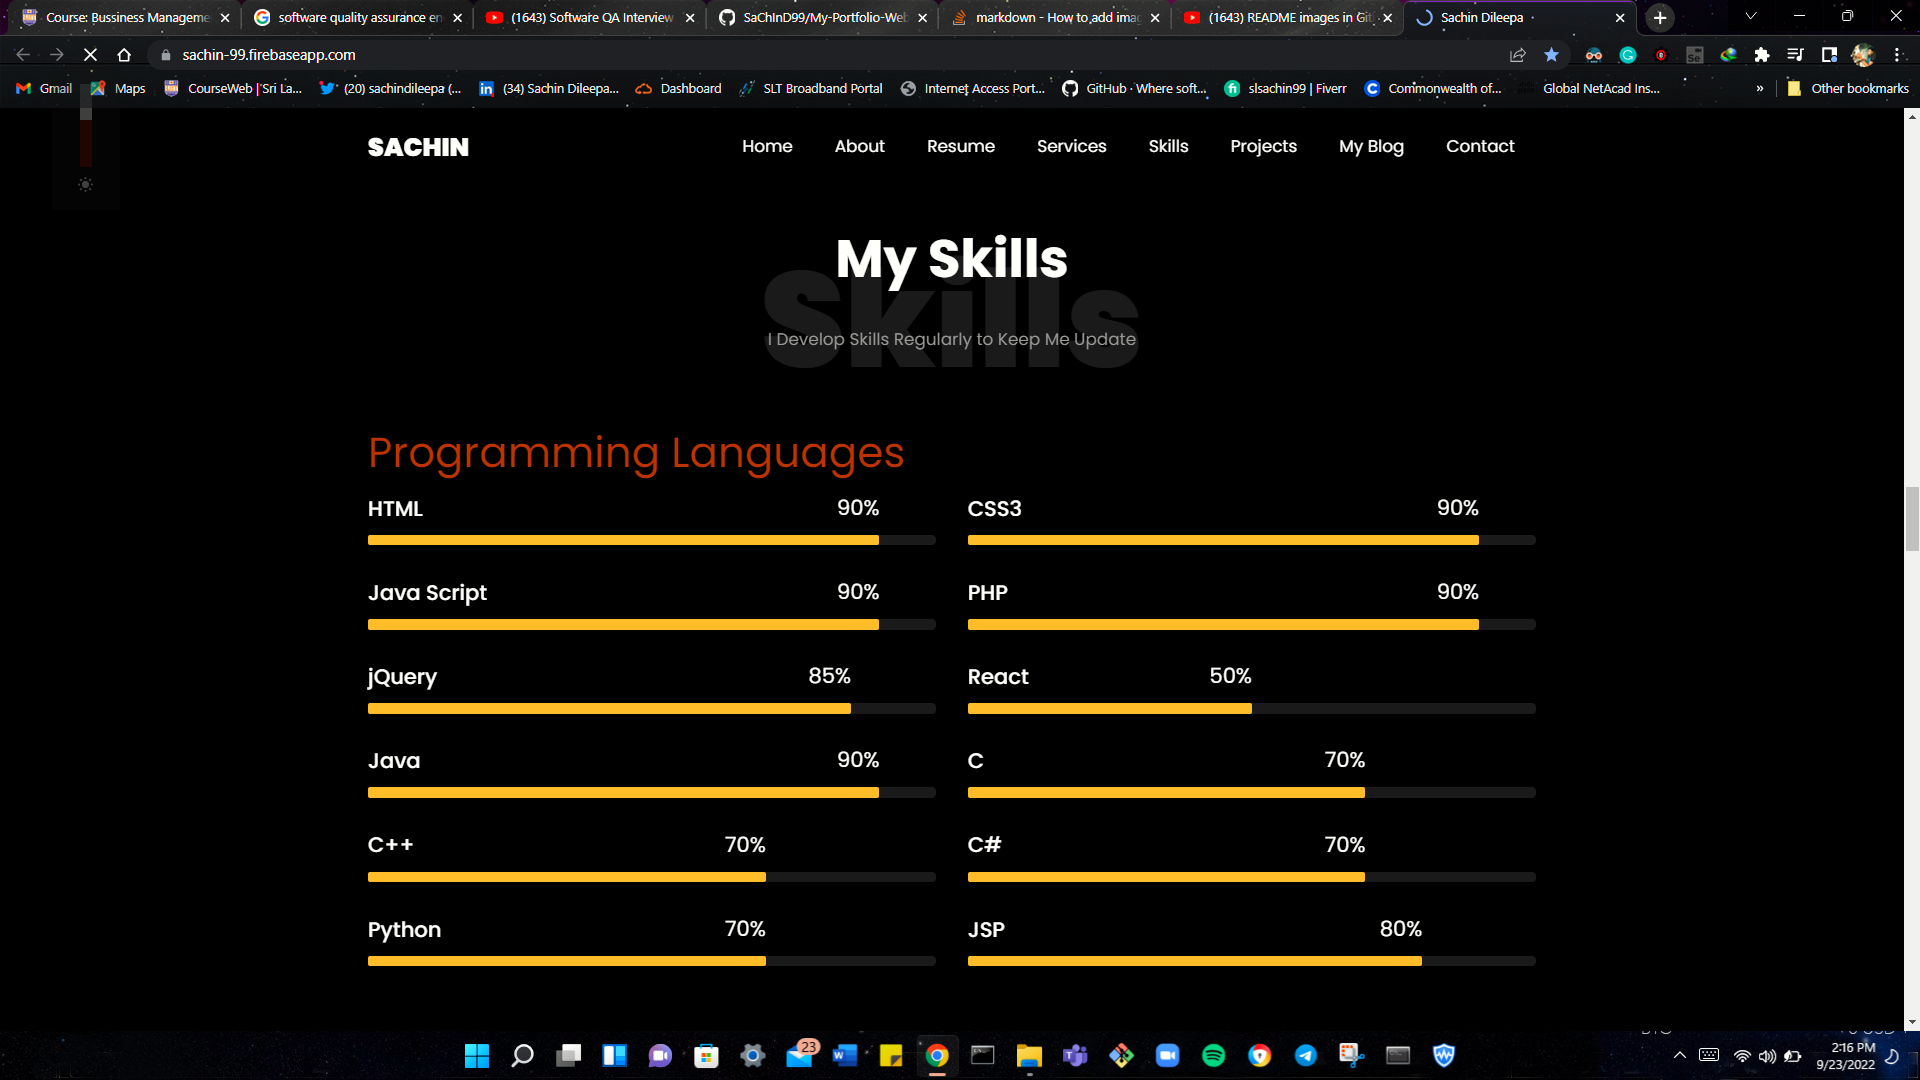 Course: Bussiness Manageme
software quality assurance en
(1643) Software QA Interview
SaChInD99/My-Portfolio-Web
markdown - How to add imag
(1643) README images in Git
Sachin Dileepa
sachin-99.firebaseapp.com
Gmail
Maps
CourseWeb | Sri La...
(20) sachindileepa (...
(34) Sachin Dileepa...
Dashboard
SLT Broadband Portal
Internet Access Port...
GitHub · Where soft...
slsachin99 | Fiverr
Commonwealth of...
Global NetAcad Ins...
»
Other bookmarks
SACHIN
Home
About
Resume
Services
Skills
Projects
My Blog
Contact
My Skills
Skills
I Develop Skills Regularly to Keep Me Update
Programming Languages
HTML 90%
CSS3 90%
Java Script 90%
PHP 90%
jQuery 85%
React 50%
Java 90%
C 70%
C++ 70%
C# 70%
Python 70%
JSP 80%
23
2:16 PM
9/23/2022